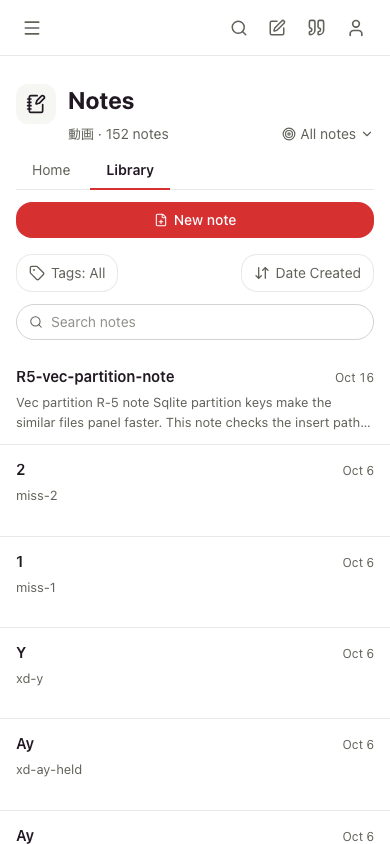 Notes
動画 · 152 notes
All notes
Home
Library
New note
Tags: All
Date Created
Search notes
R5-vec-partition-note
Oct 16
Vec partition R-5 note Sqlite partition keys make the
similar files panel faster. This note checks the insert path…
2
Oct 6
miss-2
1
Oct 6
miss-1
Y
Oct 6
xd-y
Ay
Oct 6
xd-ay-held
Ay
Oct 6